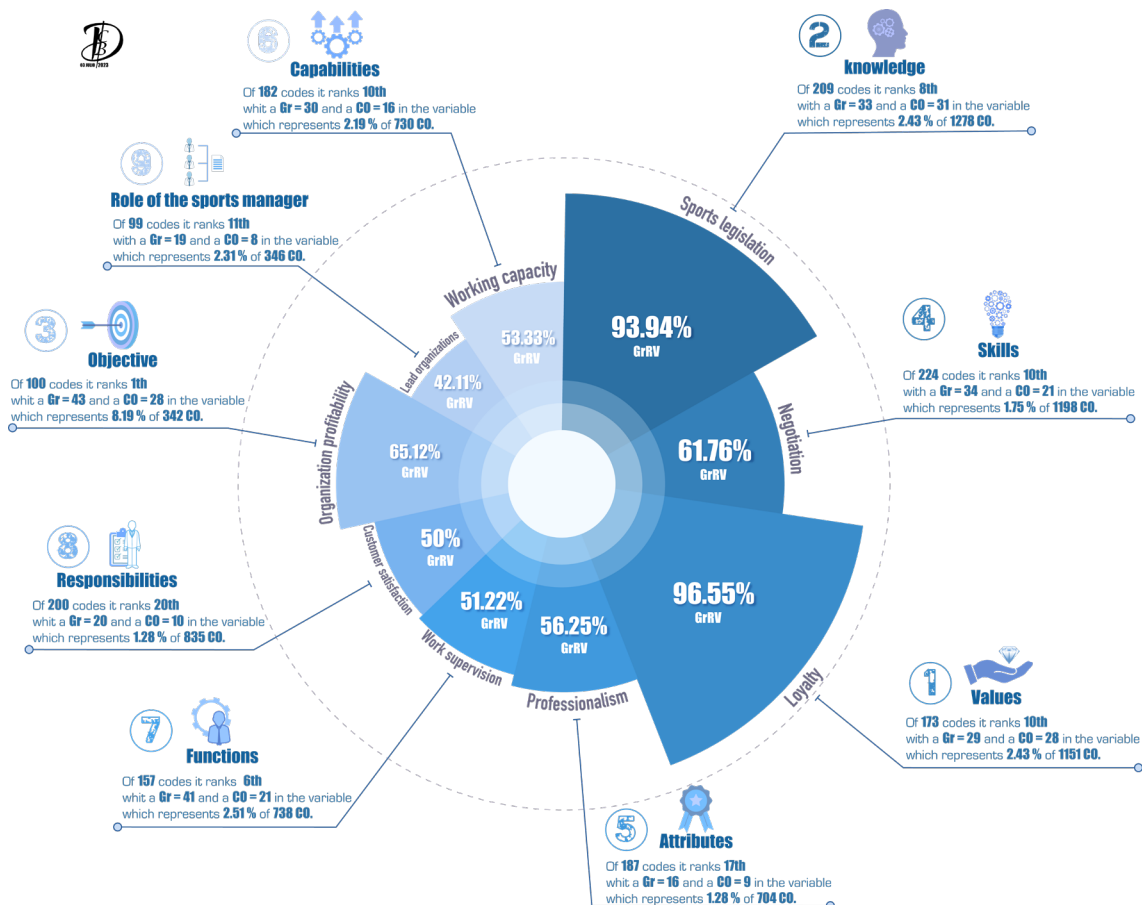 03 MBJM /2023
6
Capabilities
Of 182 codes it ranks 10th
whit a Gr = 30 and a CO = 16 in the variable
which represents 2.19 % of 730 CO.
2
knowledge
Of 209 codes it ranks 8th
with a Gr = 33 and a CO = 31 in the variable
which represents 2.43 % of 1278 CO.
9
Role of the sports manager
Of 99 codes it ranks 11th
with a Gr = 19 and a CO = 8 in the variable
which represents 2.31 % of 346 CO.
3
Objective
Of 100 codes it ranks 1th
whit a Gr = 43 and a CO = 28 in the variable
which represents 8.19 % of 342 CO.
4
Skills
Of 224 codes it ranks 10th
with a Gr = 34 and a CO = 21 in the variable
which represents 1.75 % of 1198 CO.
Sports legislation
93.94%
GrRV
Working capacity
53.33%
GrRV
Lead organizations
42.11%
GrRV
Organization profitability
65.12%
GrRV
Negotiation
61.76%
GrRV
Customer satisfaction
50%
GrRV
Work supervision
51.22%
GrRV
Professionalism
56.25%
GrRV
Loyalty
96.55%
GrRV
8
Responsibilities
Of 200 codes it ranks 20th
whit a Gr = 20 and a CO = 10 in the variable
which represents 1.28 % of 835 CO.
1
Values
Of 173 codes it ranks 10th
with a Gr = 29 and a CO = 28 in the variable
which represents 2.43 % of 1151 CO.
7
Functions
Of 157 codes it ranks 6th
whit a Gr = 41 and a CO = 21 in the variable
which represents 2.51 % of 738 CO.
5
Attributes
Of 187 codes it ranks 17th
whit a Gr = 16 and a CO = 9 in the variable
which represents 1.28 % of 704 CO.